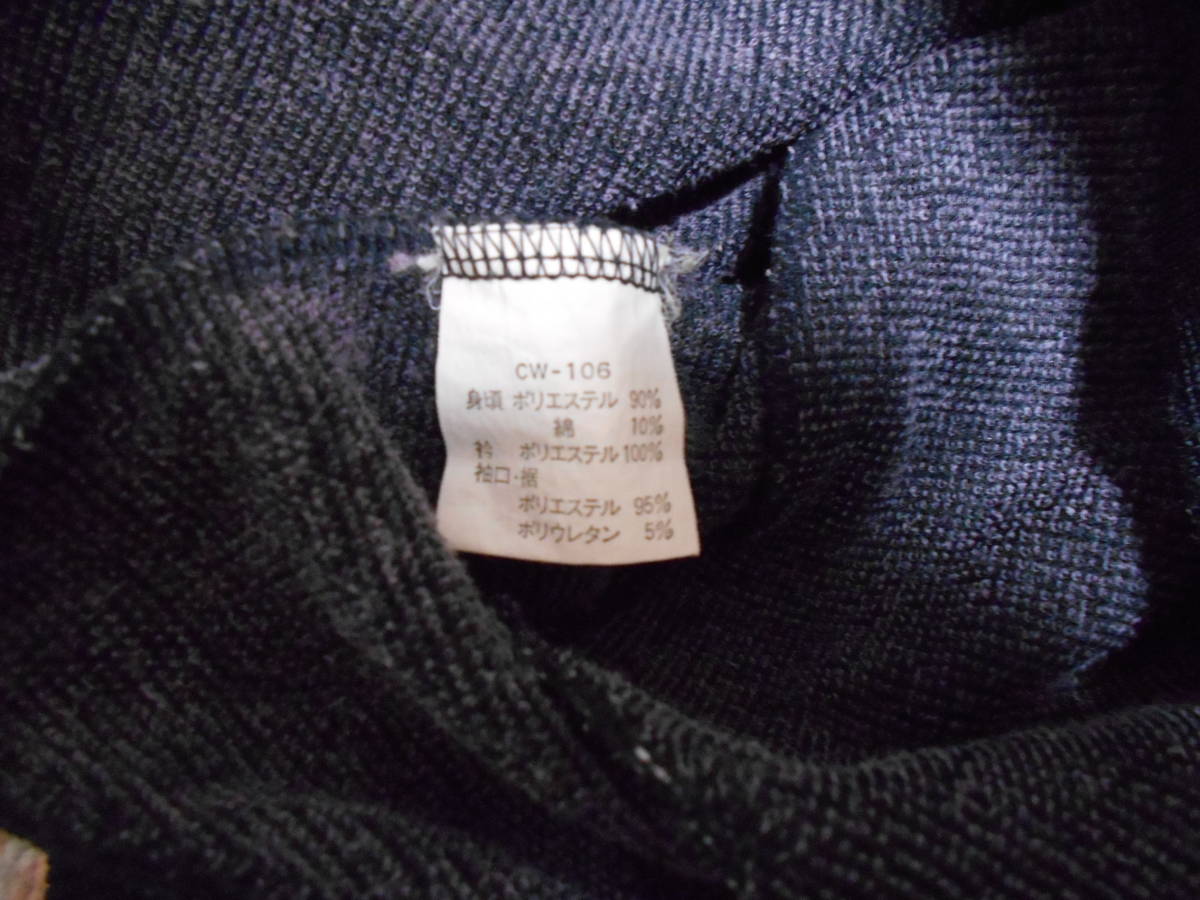 CW-106
身頃 ポリエステル 90%
綿 10%
衿 ポリエステル 100%
袖口・裾
ポリエステル 95%
ポリウレタン 5%